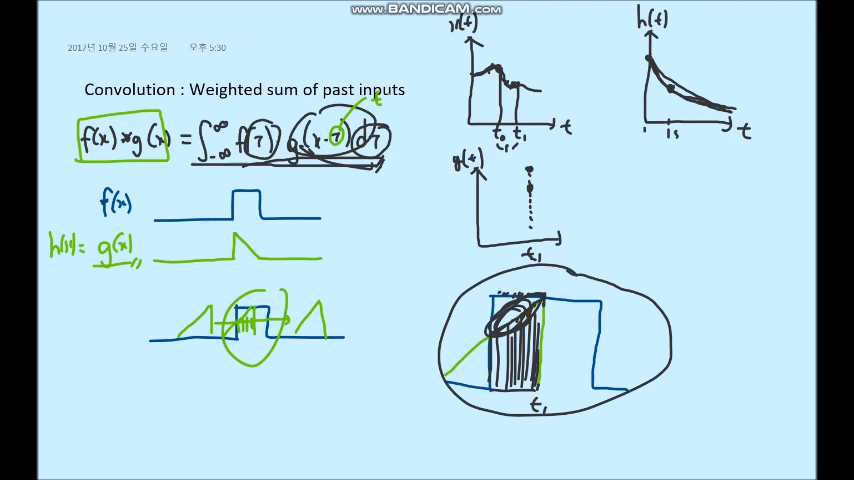 www.BANDICAM.com
2017년 10월 25일 수요일 오후 5:30
Convolution : Weighted sum of past inputs
t
f(x) * g(x) = ∫_{-∞}^{∞} f(τ) g(x-τ) dτ
f(x)
h(x) = g(x)
x(t)
t₀ t₁ t
h(t)
1s t
y(t)
t₁
t₁